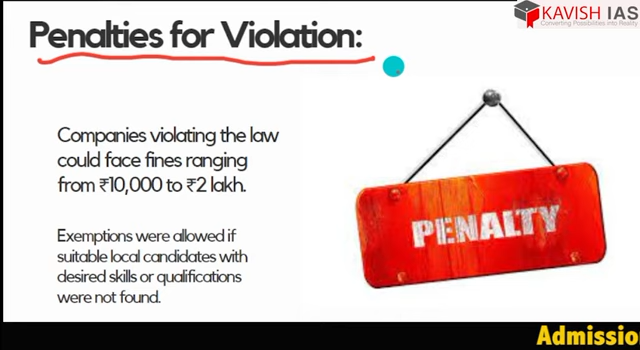 KAVISH IAS
Converting Possibilities into Reality
Penalties for Violation:
Companies violating the law
could face fines ranging
from ₹10,000 to ₹2 lakh.
PENALTY
Exemptions were allowed if
suitable local candidates with
desired skills or qualifications
were not found.
Admissio